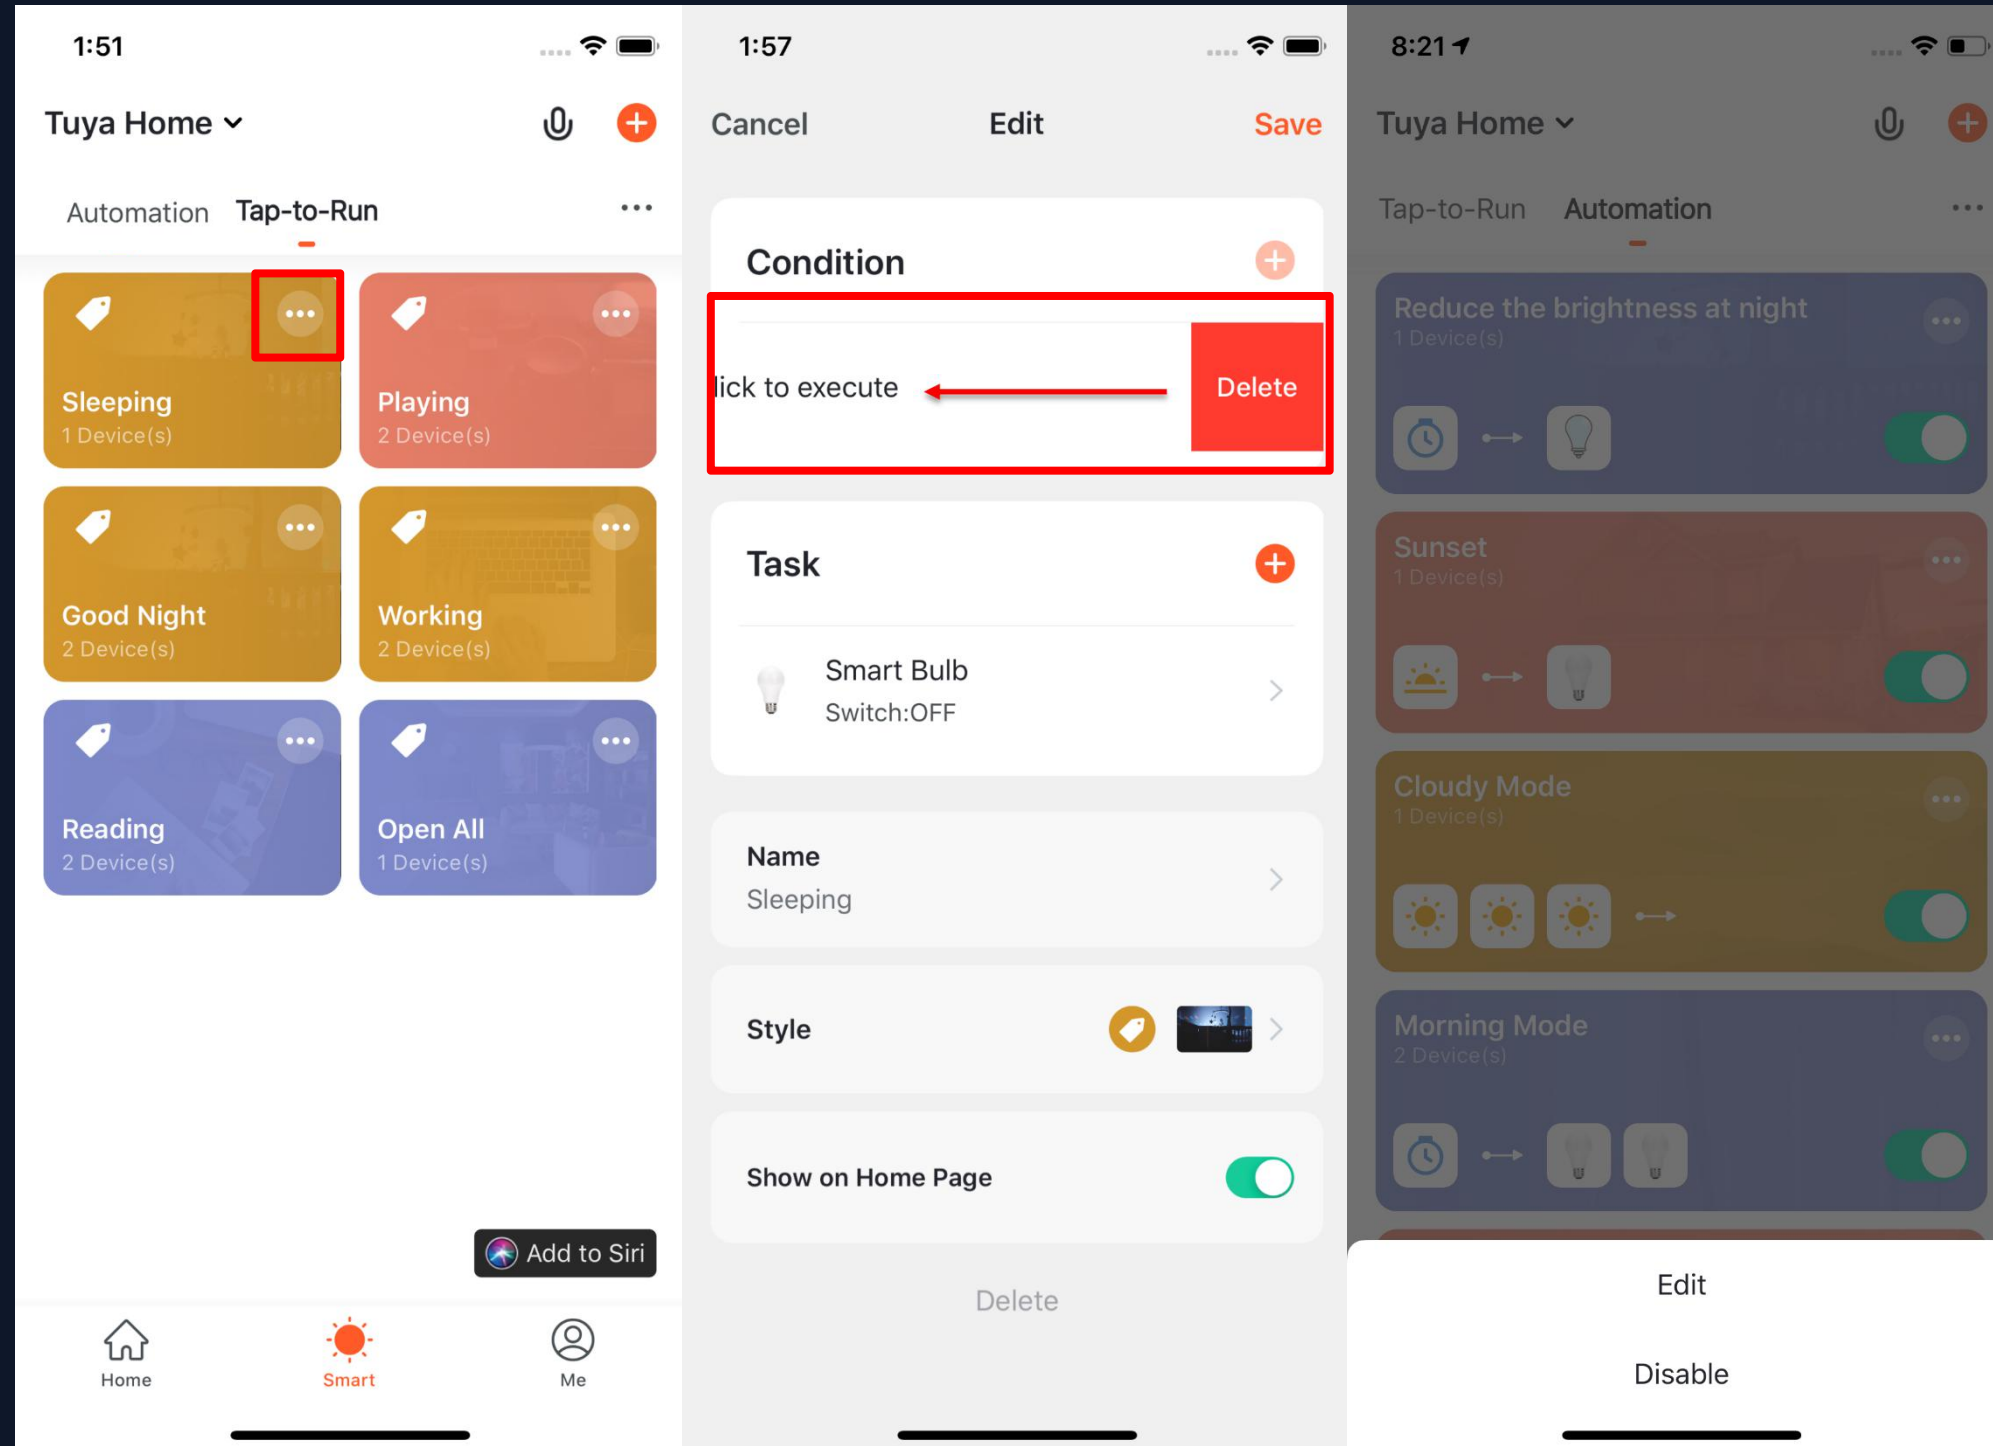 1:51
Tuya Home
Automation Tap-to-Run
Sleeping
1 Device(s)
Playing
2 Device(s)
Good Night
2 Device(s)
Working
2 Device(s)
Reading
2 Device(s)
Open All
1 Device(s)
Add to Siri
Home
Smart
Me
1:57
Cancel Edit Save
Condition
lick to execute Delete
Task
Smart Bulb
Switch:OFF
Name
Sleeping
Style
Show on Home Page
Delete
8:21
Tuya Home
Tap-to-Run Automation
Reduce the brightness at night
1 Device(s)
Sunset
1 Device(s)
Cloudy Mode
1 Device(s)
Morning Mode
2 Device(s)
Edit
Disable